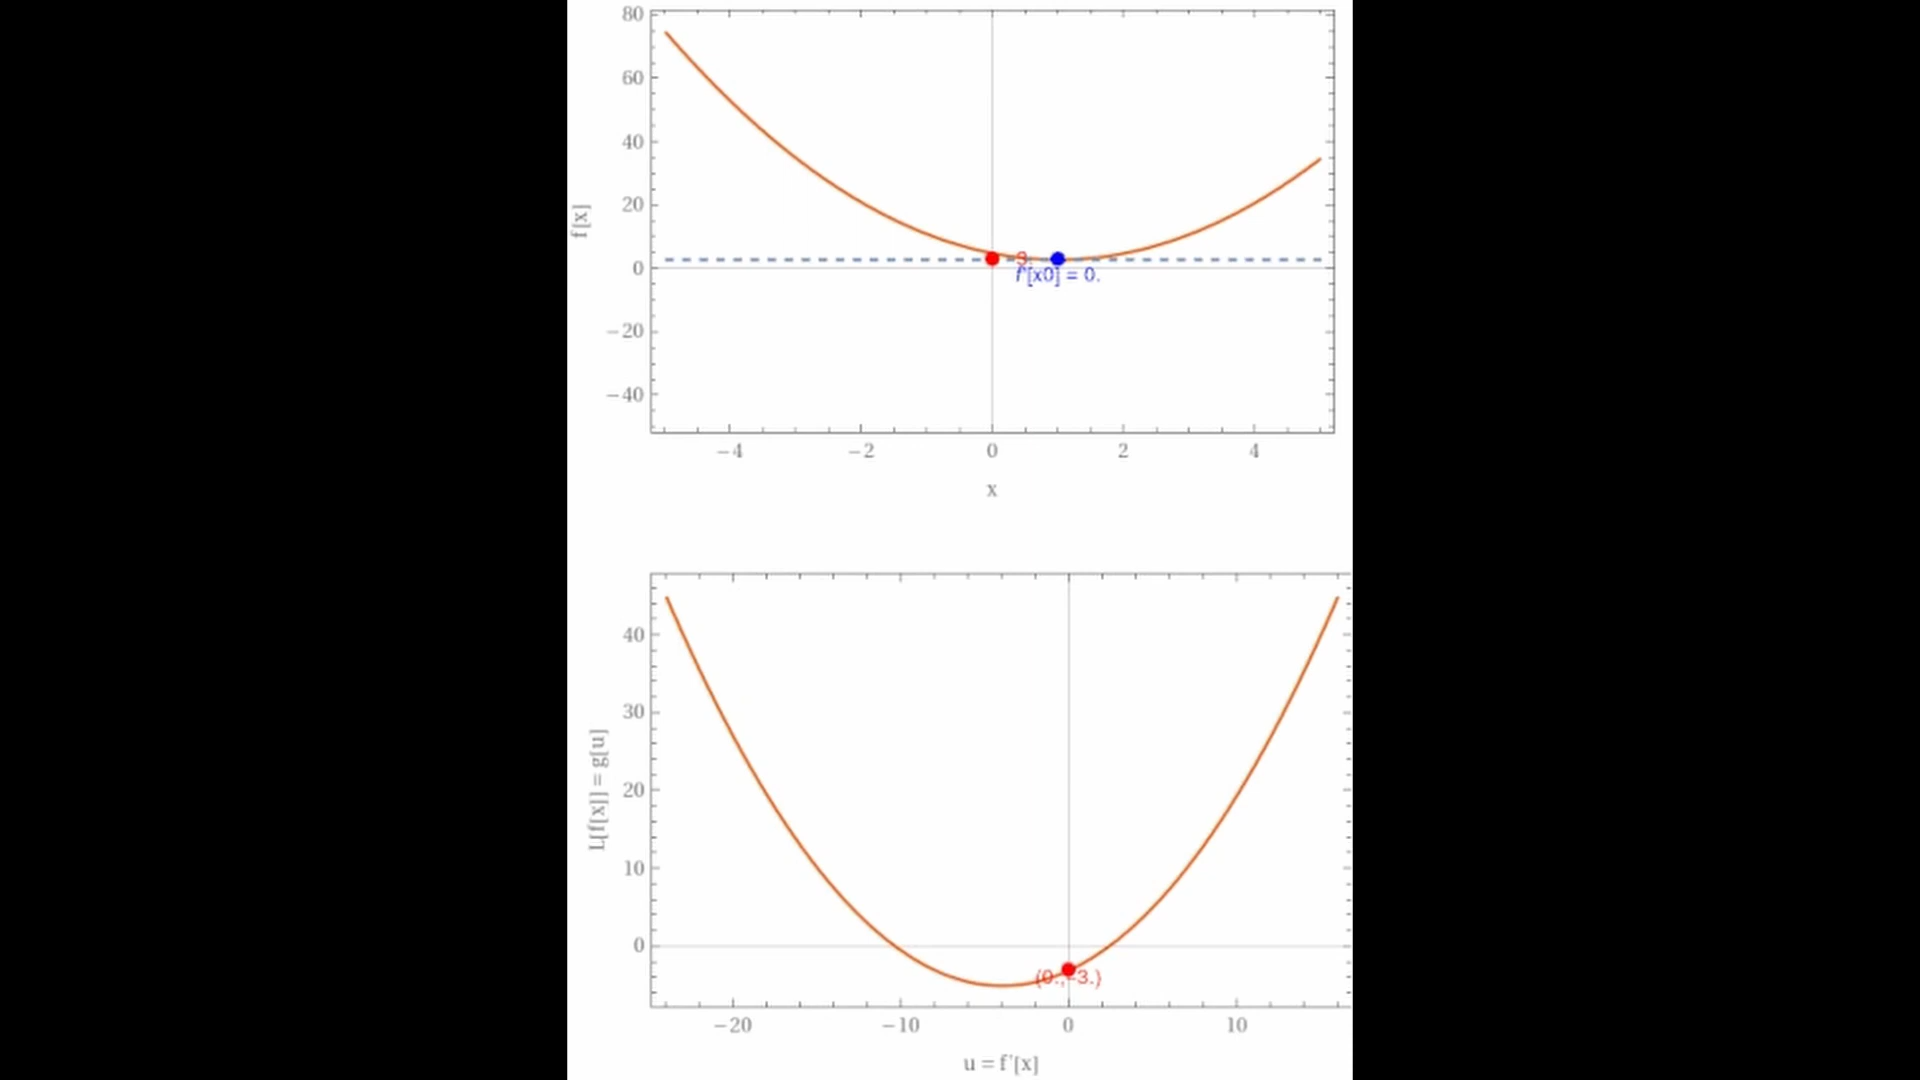 80
60
40
20
0
−20
−40
f[x]
3.
f'[x0] = 0.
−4 −2 0 2 4
x
40
30
20
10
0
L[f[x]] = g[u]
(0.,−3.)
−20 −10 0 10
u = f'[x]